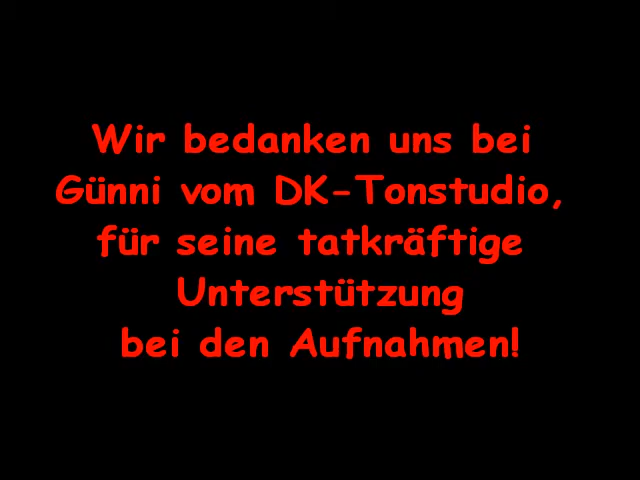 Wir bedanken uns bei
Günni vom DK-Tonstudio,
für seine tatkräftige
Unterstützung
bei den Aufnahmen!